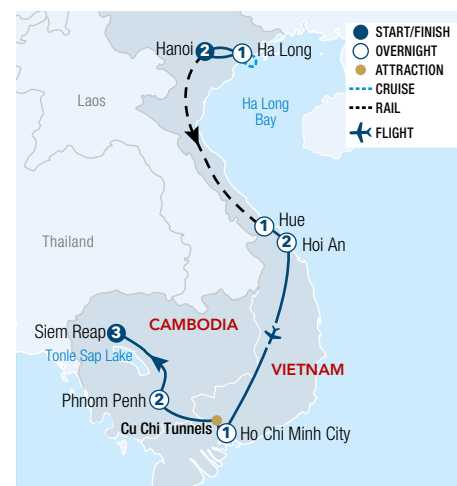 START/FINISH
OVERNIGHT
ATTRACTION
CRUISE
RAIL
FLIGHT
Hanoi 2 1 Ha Long
Laos
Ha Long
Bay
1 Hue
2 Hoi An
Thailand
CAMBODIA
Siem Reap 3
Tonle Sap Lake
VIETNAM
Phnom Penh 2
Cu Chi Tunnels
1 Ho Chi Minh City